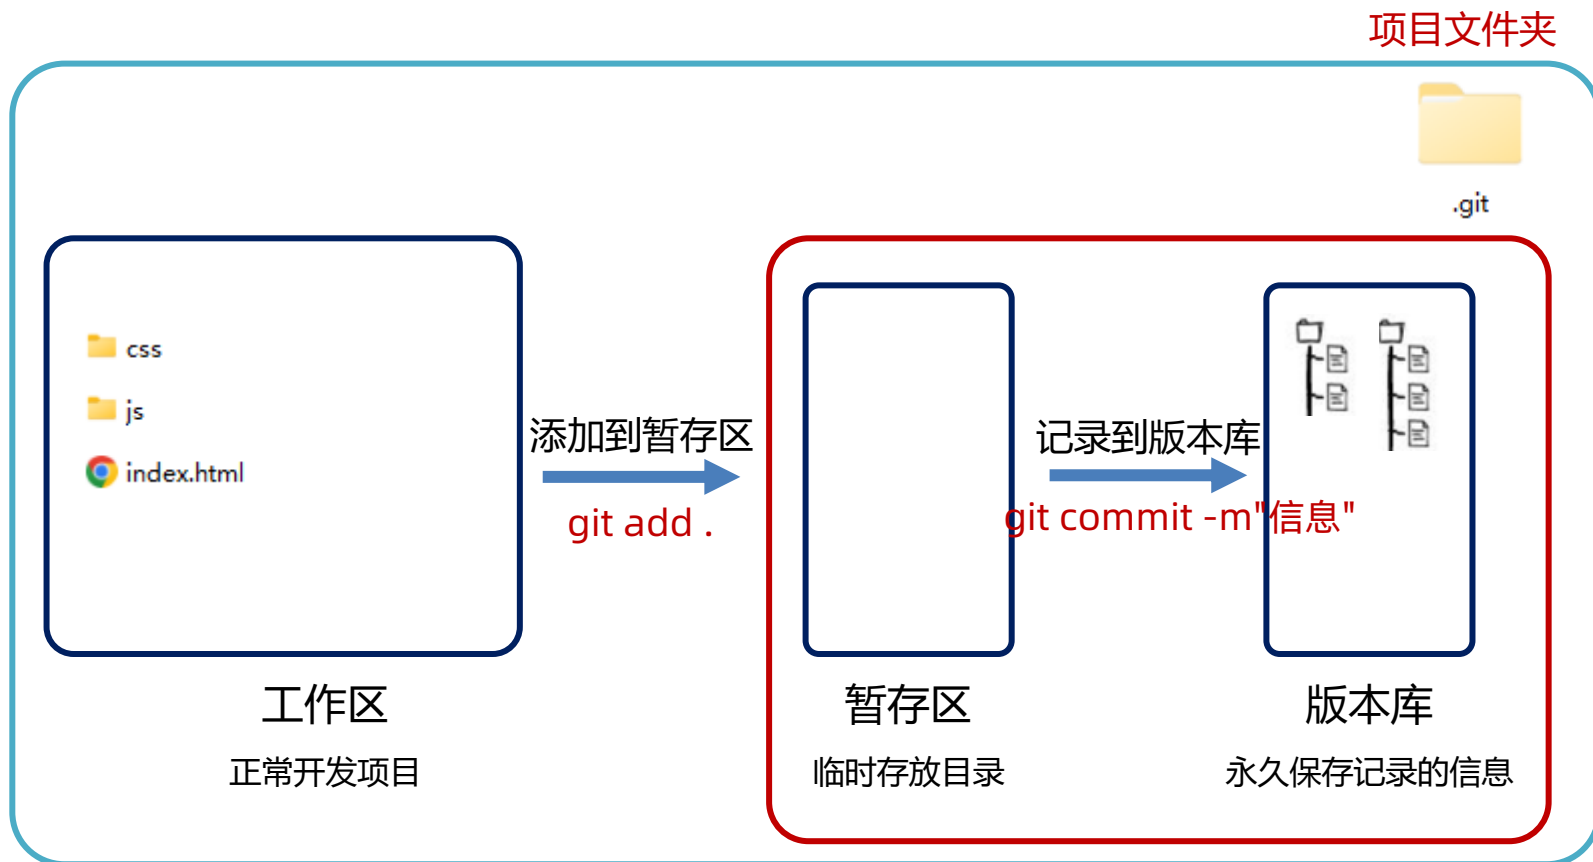 项目文件夹
.git
css
js
index.html
添加到暂存区
git add .
记录到版本库
git commit -m"信息"
工作区
正常开发项目
暂存区
临时存放目录
版本库
永久保存记录的信息